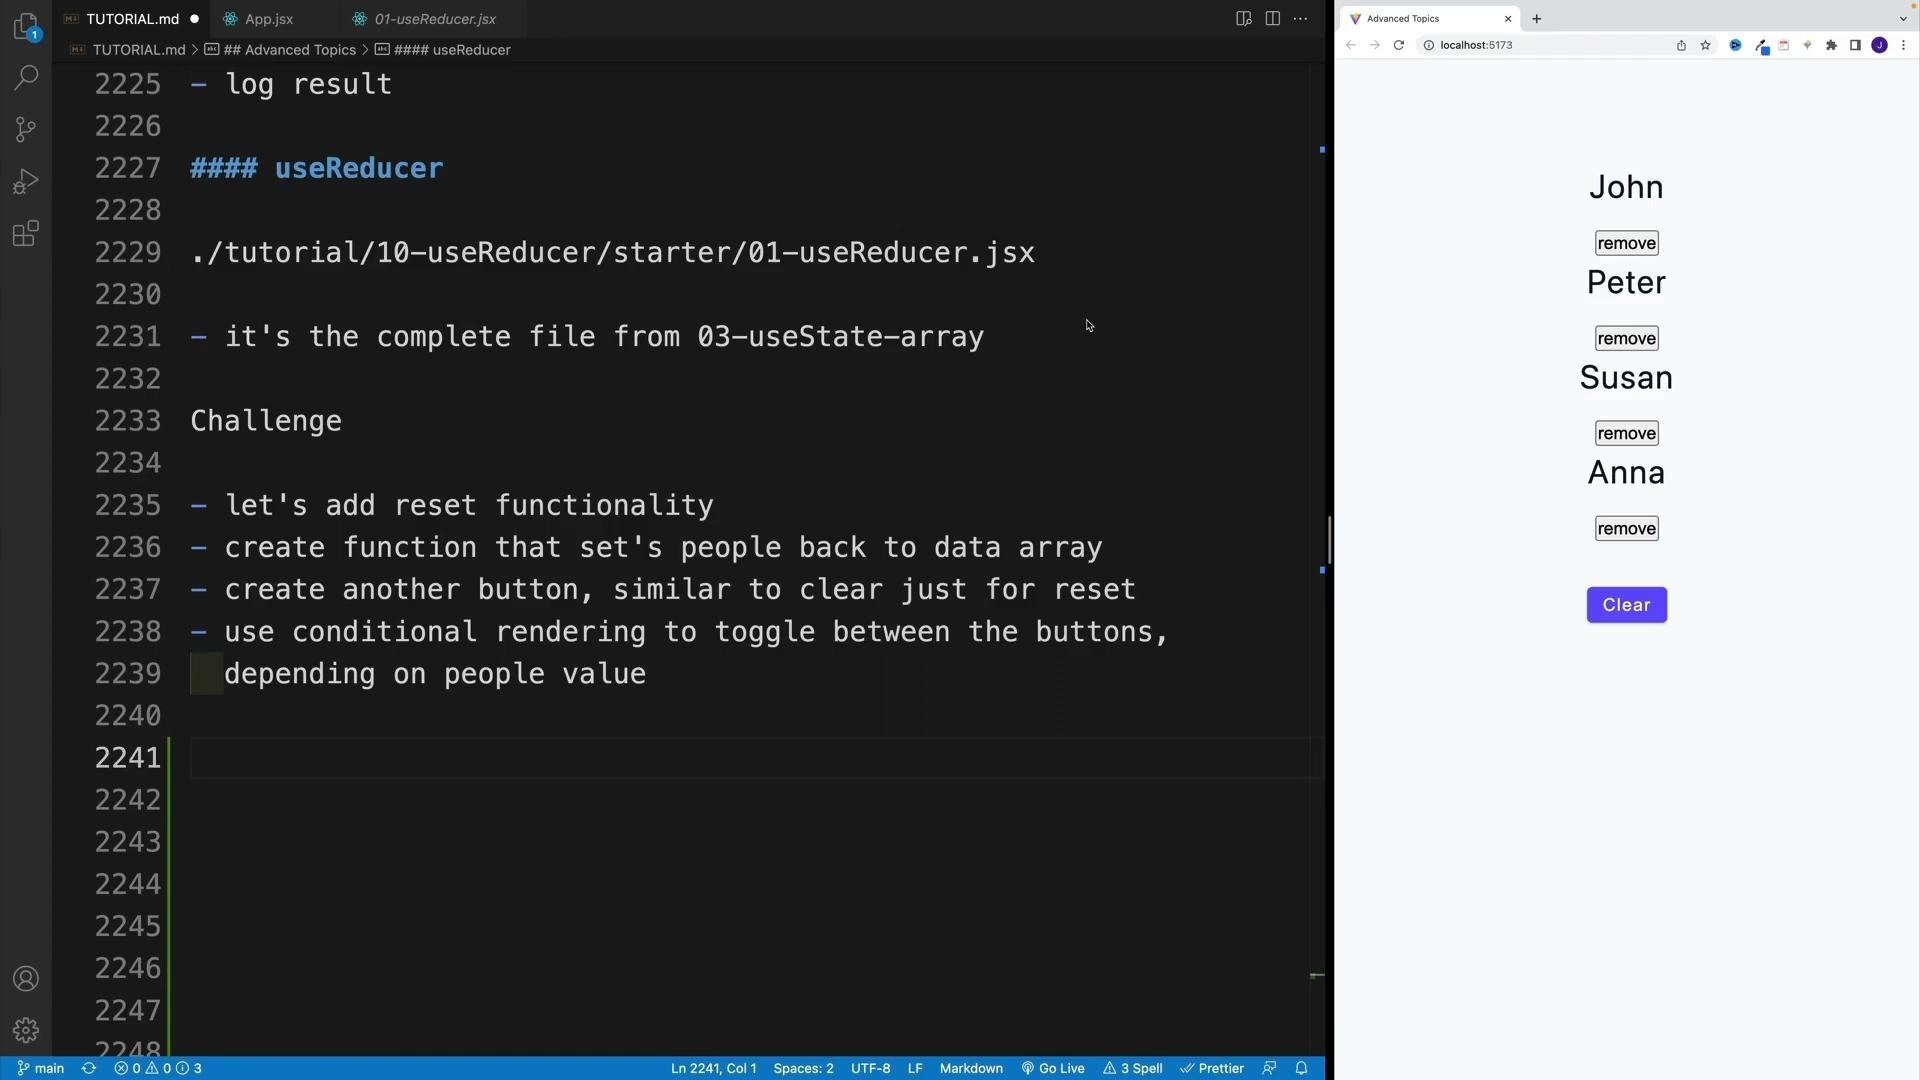 TUTORIAL.md
App.jsx
01-useReducer.jsx
TUTORIAL.md > ## Advanced Topics > #### useReducer
2225 - log result
2226
2227 #### useReducer
2228
2229 ./tutorial/10-useReducer/starter/01-useReducer.jsx
2230
2231 - it's the complete file from 03-useState-array
2232
2233 Challenge
2234
2235 - let's add reset functionality
2236 - create function that set's people back to data array
2237 - create another button, similar to clear just for reset
2238 - use conditional rendering to toggle between the buttons,
2239 depending on people value
2240
2241
2242
2243
2244
2245
2246
2247
2248
1
main
0 0 3
Ln 2241, Col 1
Spaces: 2
UTF-8
LF
Markdown
Go Live
3 Spell
Prettier
Advanced Topics
localhost:5173
J
John
remove
Peter
remove
Susan
remove
Anna
remove
Clear